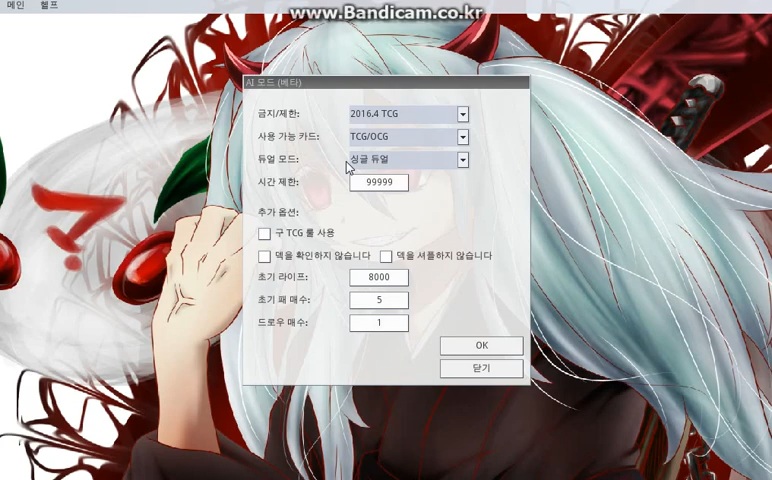 www.Bandicam.co.kr
메인 헬프
AI 모드 (베타)
금지/제한: 2016.4 TCG
사용 가능 카드: TCG/OCG
듀얼 모드: 싱글 듀얼
시간 제한: 99999
추가 옵션:
구 TCG 룰 사용
덱을 확인하지 않습니다 덱을 셔플하지 않습니다
초기 라이프: 8000
초기 패 매수: 5
드로우 매수: 1
OK
닫기